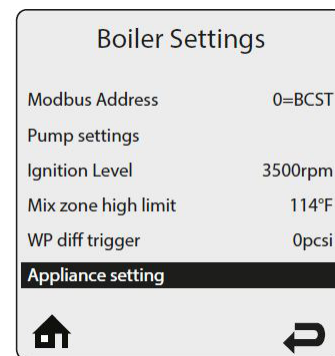 Boiler Settings
Modbus Address 0=BCST
Pump settings
Ignition Level 3500rpm
Mix zone high limit 114°F
WP diff trigger 0pcsi
Appliance setting